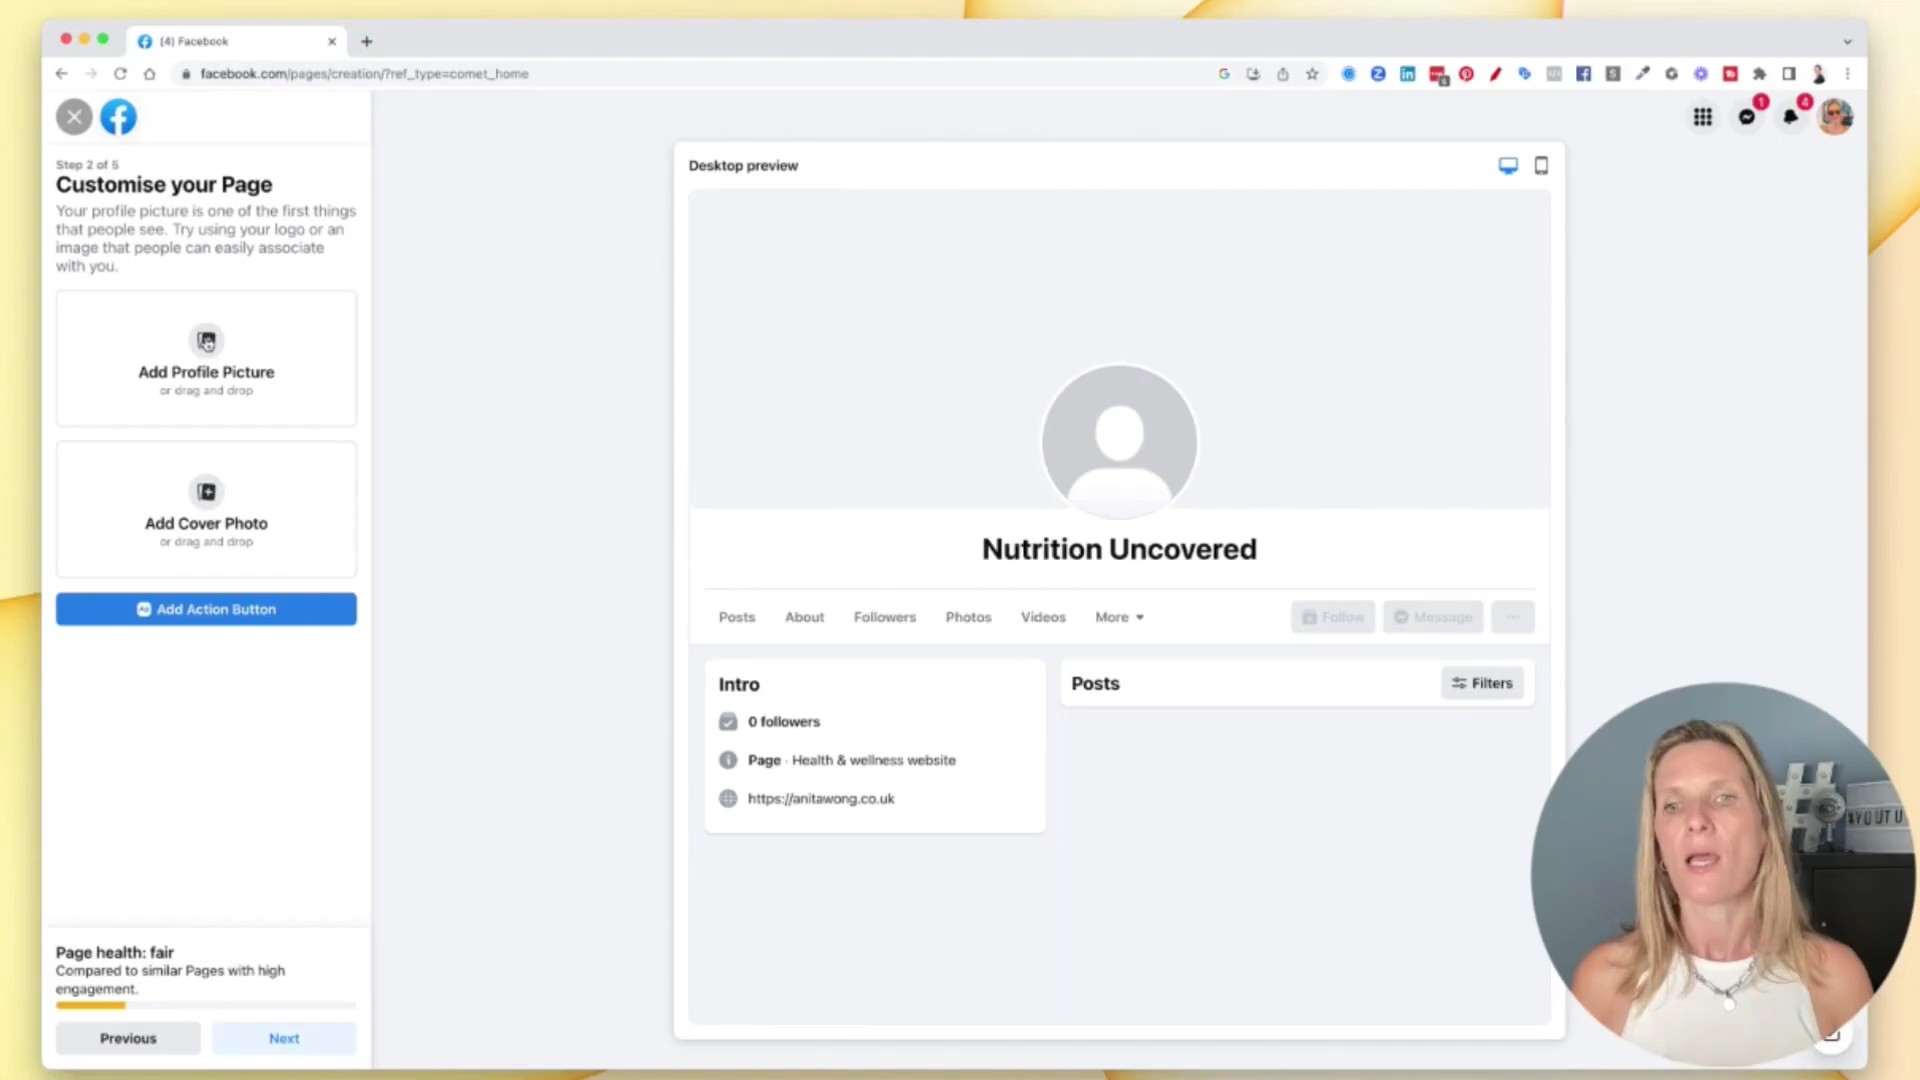 (4) Facebook
facebook.com/pages/creation/?ref_type=comet_home
Step 2 of 5
Customise your Page
Your profile picture is one of the first things
that people see. Try using your logo or an
image that people can easily associate
with you.
Add Profile Picture
or drag and drop
Add Cover Photo
or drag and drop
Add Action Button
Page health: fair
Compared to similar Pages with high
engagement.
Previous
Next
1
4
Desktop preview
Nutrition Uncovered
Posts
About
Followers
Photos
Videos
More
Follow
Message
Intro
0 followers
Page · Health & wellness website
https://anitawong.co.uk
Posts
Filters